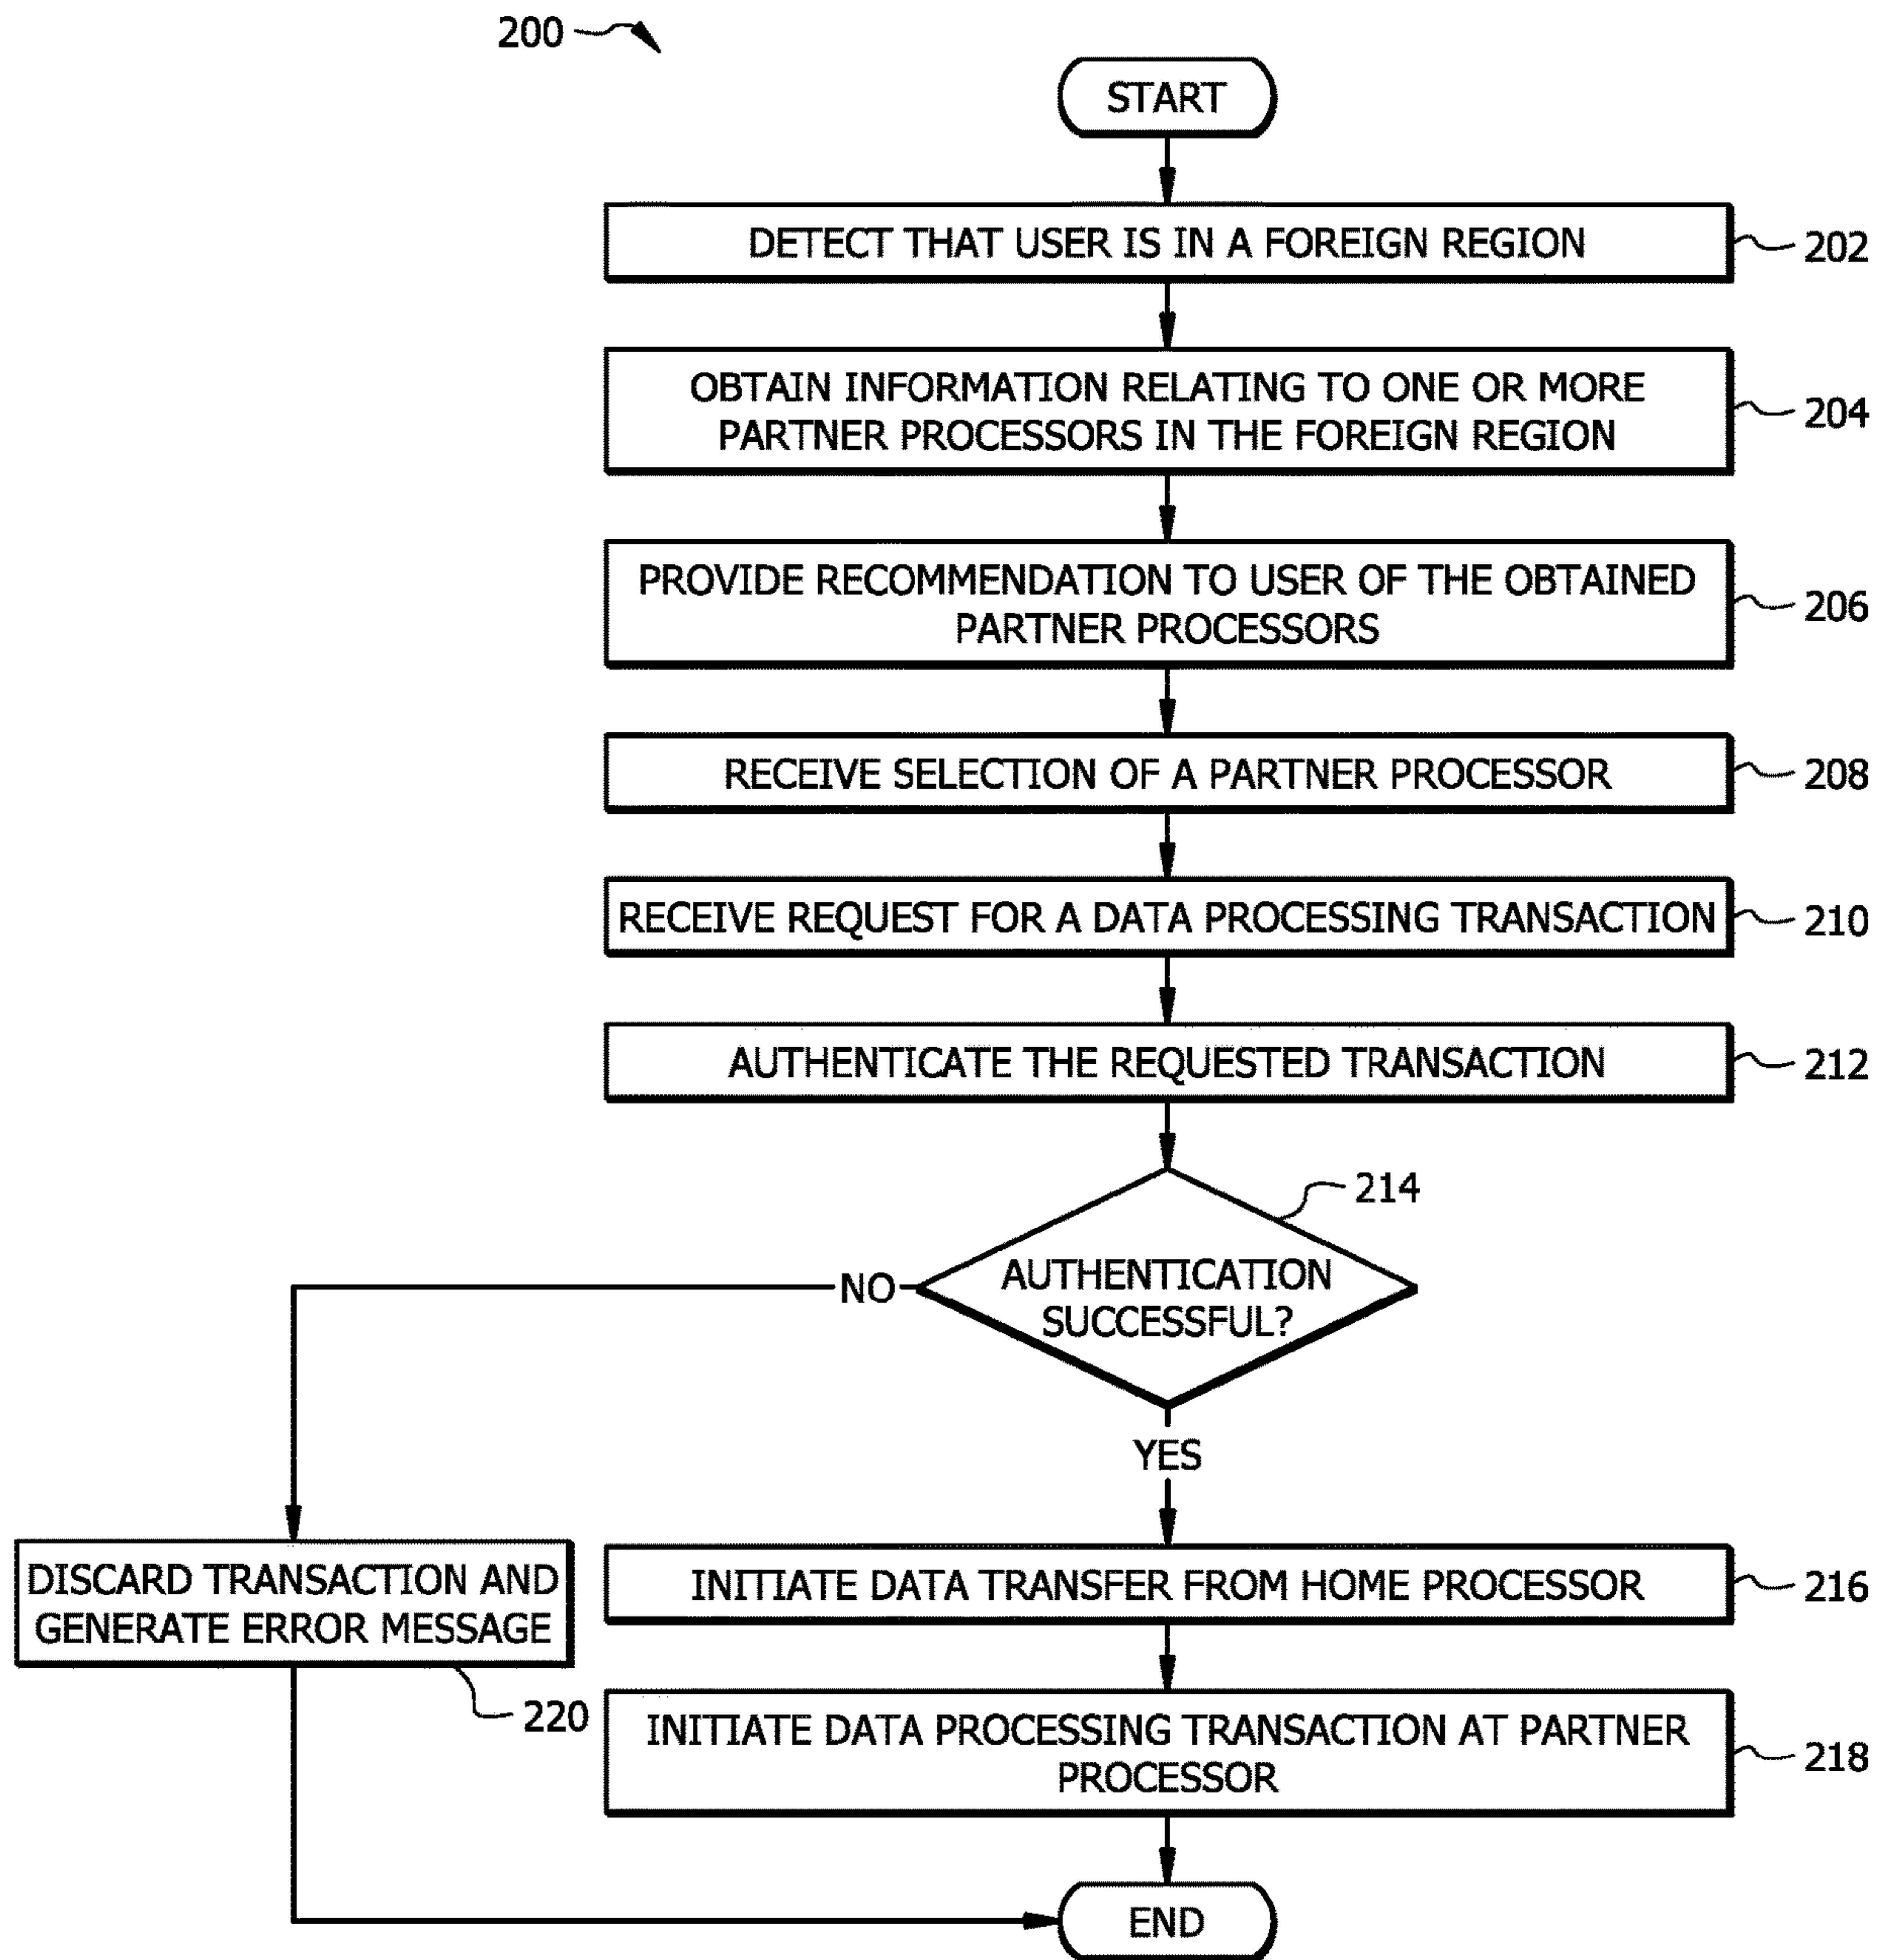 200
START
DETECT THAT USER IS IN A FOREIGN REGION
202
OBTAIN INFORMATION RELATING TO ONE OR MORE
PARTNER PROCESSORS IN THE FOREIGN REGION
204
PROVIDE RECOMMENDATION TO USER OF THE OBTAINED
PARTNER PROCESSORS
206
RECEIVE SELECTION OF A PARTNER PROCESSOR
208
RECEIVE REQUEST FOR A DATA PROCESSING TRANSACTION
210
AUTHENTICATE THE REQUESTED TRANSACTION
212
214
AUTHENTICATION
SUCCESSFUL?
NO
YES
DISCARD TRANSACTION AND
GENERATE ERROR MESSAGE
220
INITIATE DATA TRANSFER FROM HOME PROCESSOR
216
INITIATE DATA PROCESSING TRANSACTION AT PARTNER
PROCESSOR
218
END